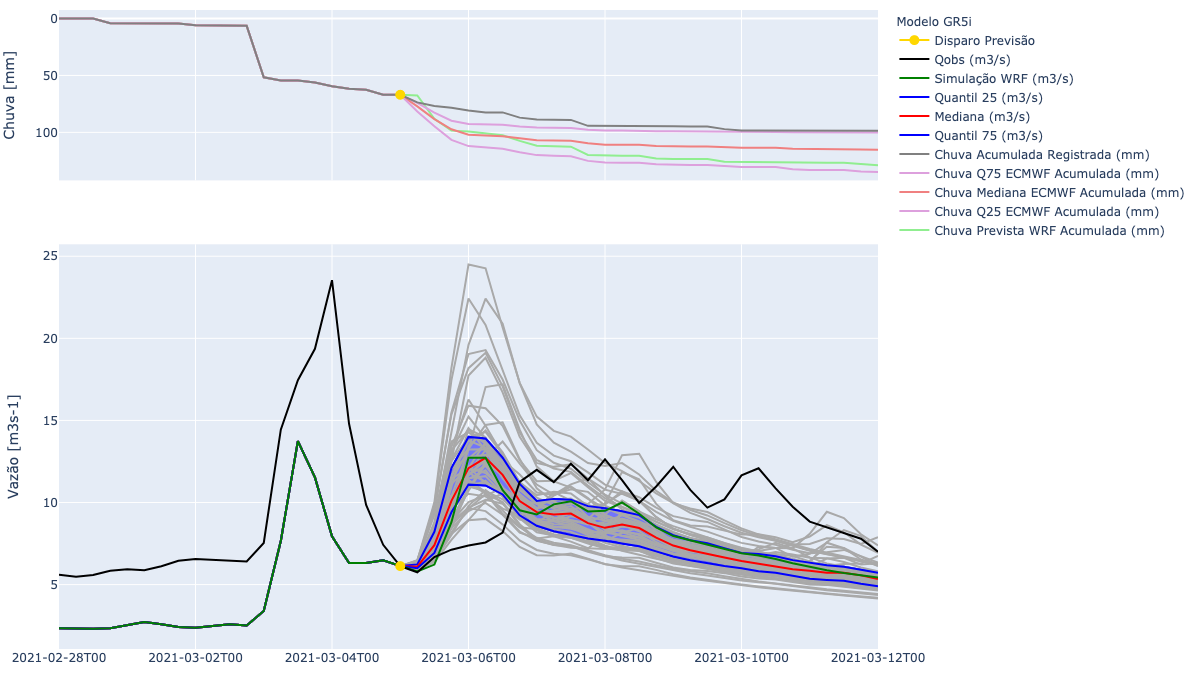 0
50
100
Chuva [mm]
Modelo GR5i
Disparo Previsão
Qobs (m3/s)
Simulação WRF (m3/s)
Quantil 25 (m3/s)
Mediana (m3/s)
Quantil 75 (m3/s)
Chuva Acumulada Registrada (mm)
Chuva Q75 ECMWF Acumulada (mm)
Chuva Mediana ECMWF Acumulada (mm)
Chuva Q25 ECMWF Acumulada (mm)
Chuva Prevista WRF Acumulada (mm)
25
20
15
10
5
Vazão [m3s-1]
2021-02-28T00
2021-03-02T00
2021-03-04T00
2021-03-06T00
2021-03-08T00
2021-03-10T00
2021-03-12T00